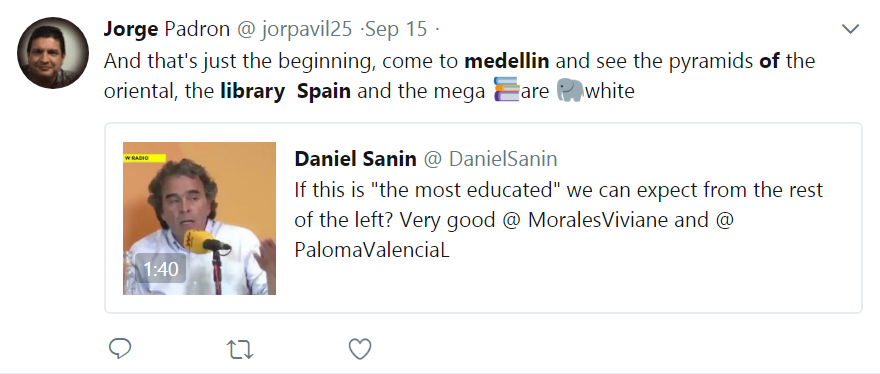 Jorge Padron @ jorpavil25 ·Sep 15 ·
And that's just the beginning, come to medellin and see the pyramids of the
oriental, the library Spain and the mega 📚are 🐘white
W RADIO
Daniel Sanin @ DanielSanin
If this is "the most educated" we can expect from the rest
of the left? Very good @ MoralesViviane and @
PalomaValenciaL
1:40